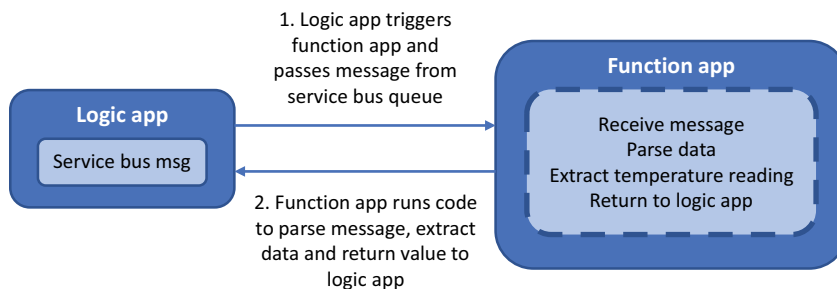 1. Logic app triggers
function app and
passes message from
service bus queue
Logic app
Service bus msg
Function app
Receive message
Parse data
Extract temperature reading
Return to logic app
2. Function app runs code
to parse message, extract
data and return value to
logic app